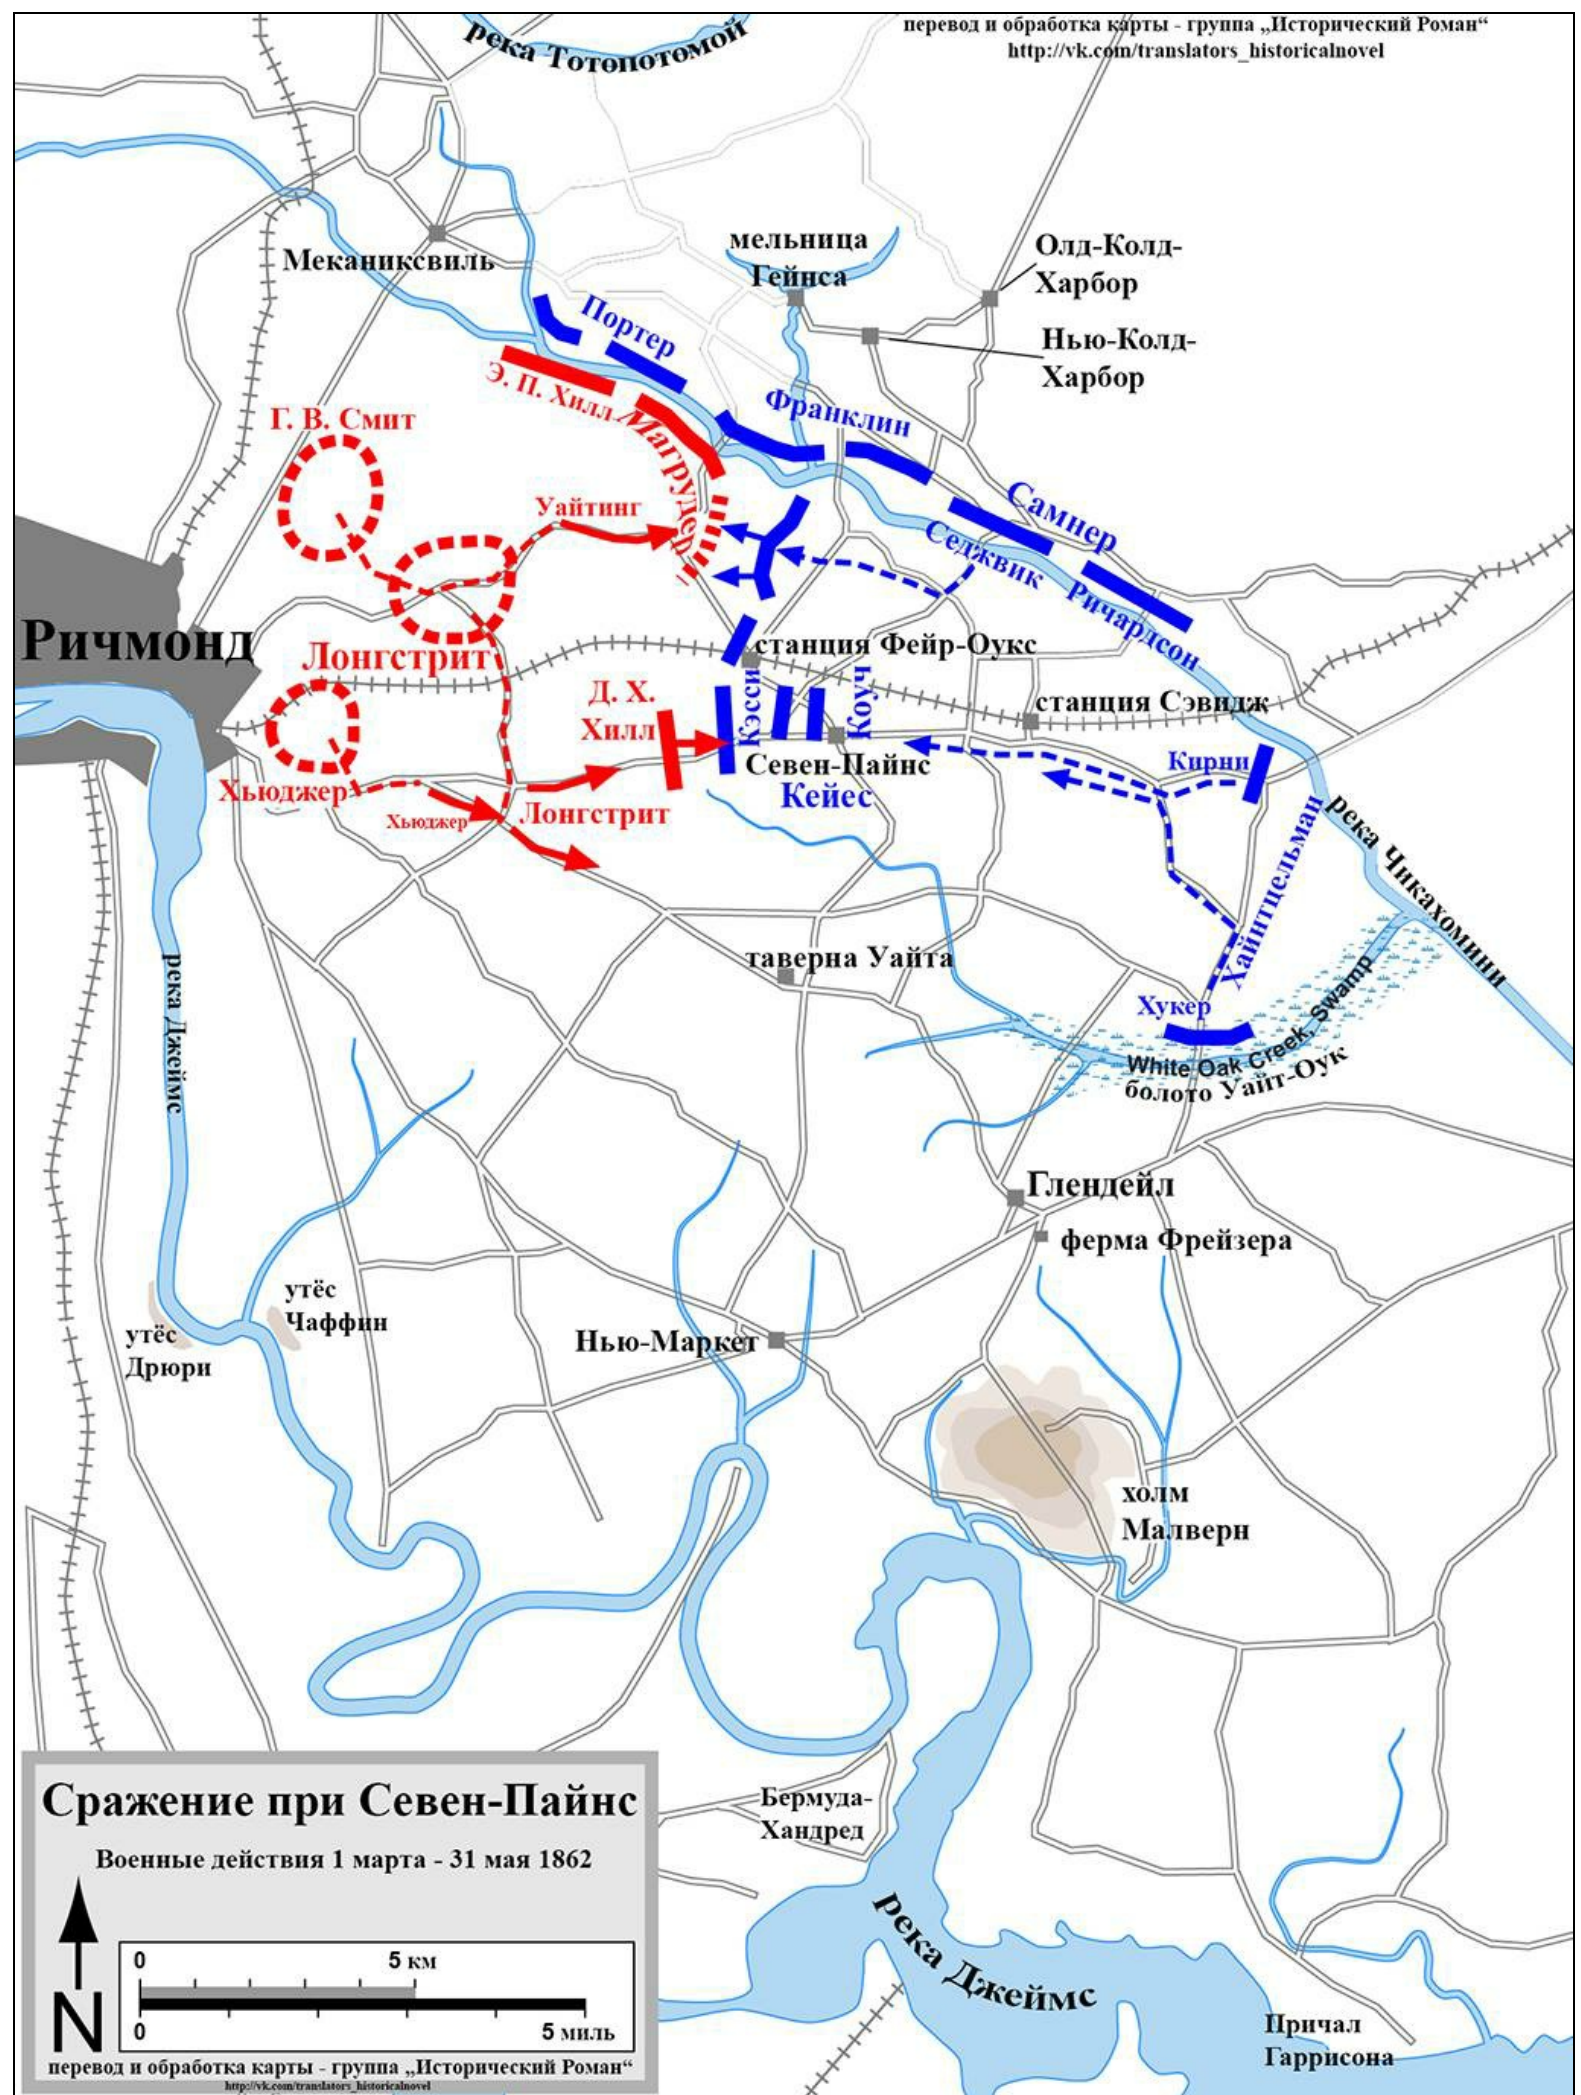 перевод и обработка карты - группа „Исторический Роман“
http://vk.com/translators_historicalnovel
река Тотопотомой
Меканиксвиль
мельница
Гейнса
Олд-Колд-
Харбор
Нью-Колд-
Харбор
Портер
Э. П. Хилл
Магрудер
Франклин
Г. В. Смит
Уайтинг
Самнер
Седжвик
Ричардсон
Ричмонд
Лонгстрит
станция Фейр-Оукс
Д. Х.
Хилл
Кэсси
Коуч
станция Сэвидж
Севен-Пайнс
Кейес
Кирни
Хьюджер
Хьюджер
Лонгстрит
Хайнтцельман
река Чикахомини
таверна Уайта
река Джеймс
Хукер
White Oak Creek, Swamp
болото Уайт-Оук
Глендейл
ферма Фрейзера
утёс
Чаффин
утёс
Дрюри
Нью-Маркет
холм
Малверн
Бермуда-
Хандред
река Джеймс
Причал
Гаррисона
Сражение при Севен-Пайнс
Военные действия 1 марта - 31 мая 1862
N
0 5 км
0 5 миль
перевод и обработка карты - группа „Исторический Роман“
http://vk.com/translators_historicalnovel